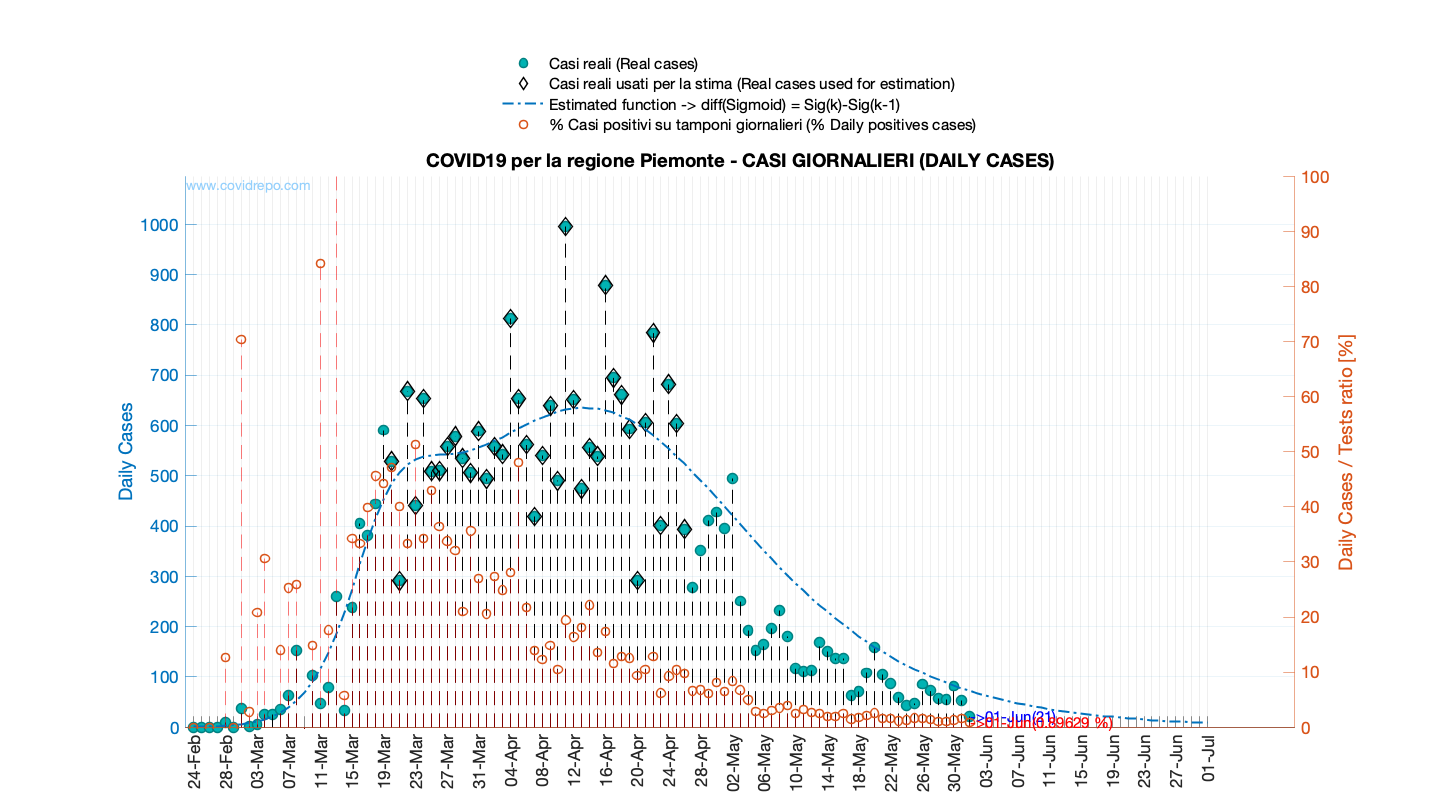 Casi reali (Real cases)
Casi reali usati per la stima (Real cases used for estimation)
Estimated function -> diff(Sigmoid) = Sig(k)-Sig(k-1)
% Casi positivi su tamponi giornalieri (% Daily positives cases)
COVID19 per la regione Piemonte - CASI GIORNALIERI (DAILY CASES)
www.covidrepo.com
Daily Cases
1000
900
800
700
600
500
400
300
200
100
0
100
90
80
70
60
50
40
30
20
10
0
Daily Cases / Tests ratio [%]
->01-Jun(21)
->01-Jun(0.89629 %)
24-Feb
28-Feb
03-Mar
07-Mar
11-Mar
15-Mar
19-Mar
23-Mar
27-Mar
31-Mar
04-Apr
08-Apr
12-Apr
16-Apr
20-Apr
24-Apr
28-Apr
02-May
06-May
10-May
14-May
18-May
22-May
26-May
30-May
03-Jun
07-Jun
11-Jun
15-Jun
19-Jun
23-Jun
27-Jun
01-Jul